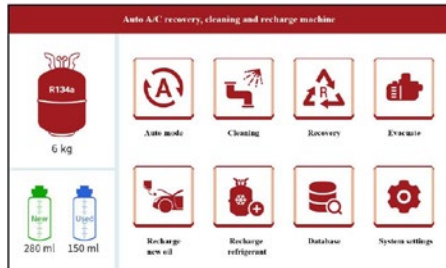 Auto A/C recovery, cleaning and recharge machine
R134a
6 kg
A
Auto mode
Cleaning
R
Recovery
Evacuate
New
280 ml
Used
150 ml
Recharge
new oil
Recharge
refrigerant
Database
System settings